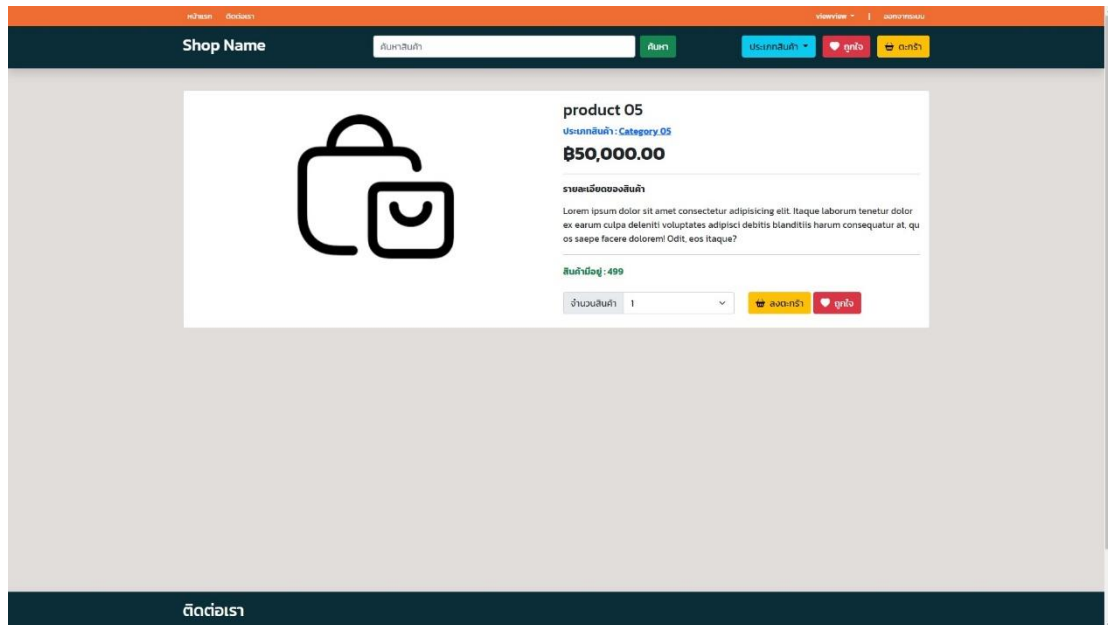 หน้าแรก ติดต่อเรา viewview | ออกจากระบบ
Shop Name ค้นหาสินค้า ค้นหา ประเภทสินค้า ถูกใจ ตะกร้า
product 05
ประเภทสินค้า : Category 05
฿50,000.00
รายละเอียดของสินค้า
Lorem ipsum dolor sit amet consectetur adipisicing elit. Itaque laborum tenetur dolor
ex earum culpa deleniti voluptates adipisci debitis blanditiis harum consequatur at, qu
os saepe facere dolorem! Odit, eos itaque?
สินค้ามีอยู่ : 499
จำนวนสินค้า 1 ลงตะกร้า ถูกใจ
ติดต่อเรา